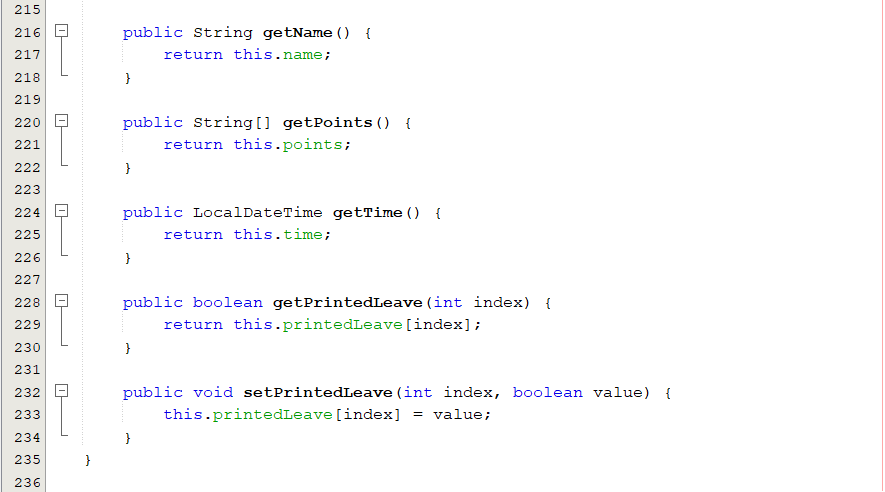 215
216     public String getName() {
217         return this.name;
218     }
219
220     public String[] getPoints() {
221         return this.points;
222     }
223
224     public LocalDateTime getTime() {
225         return this.time;
226     }
227
228     public boolean getPrintedLeave(int index) {
229         return this.printedLeave[index];
230     }
231
232     public void setPrintedLeave(int index, boolean value) {
233         this.printedLeave[index] = value;
234     }
235 }
236